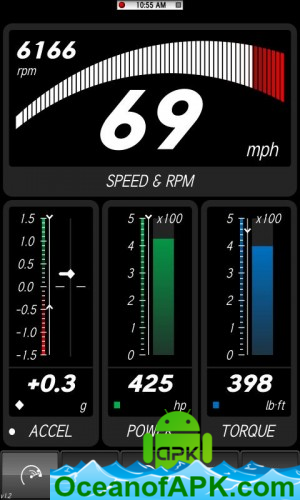 10:55 AM
6166
rpm
69
mph
SPEED & RPM
1.5
1.0
0.5
0.0
-0.5
-1.0
-1.5
+0.3
g
ACCEL
5 x100
4
3
2
1
0
425
hp
POWER
5 x100
4
3
2
1
0
398
lb·ft
TORQUE
v1.2
apk
OceanofAPK.com